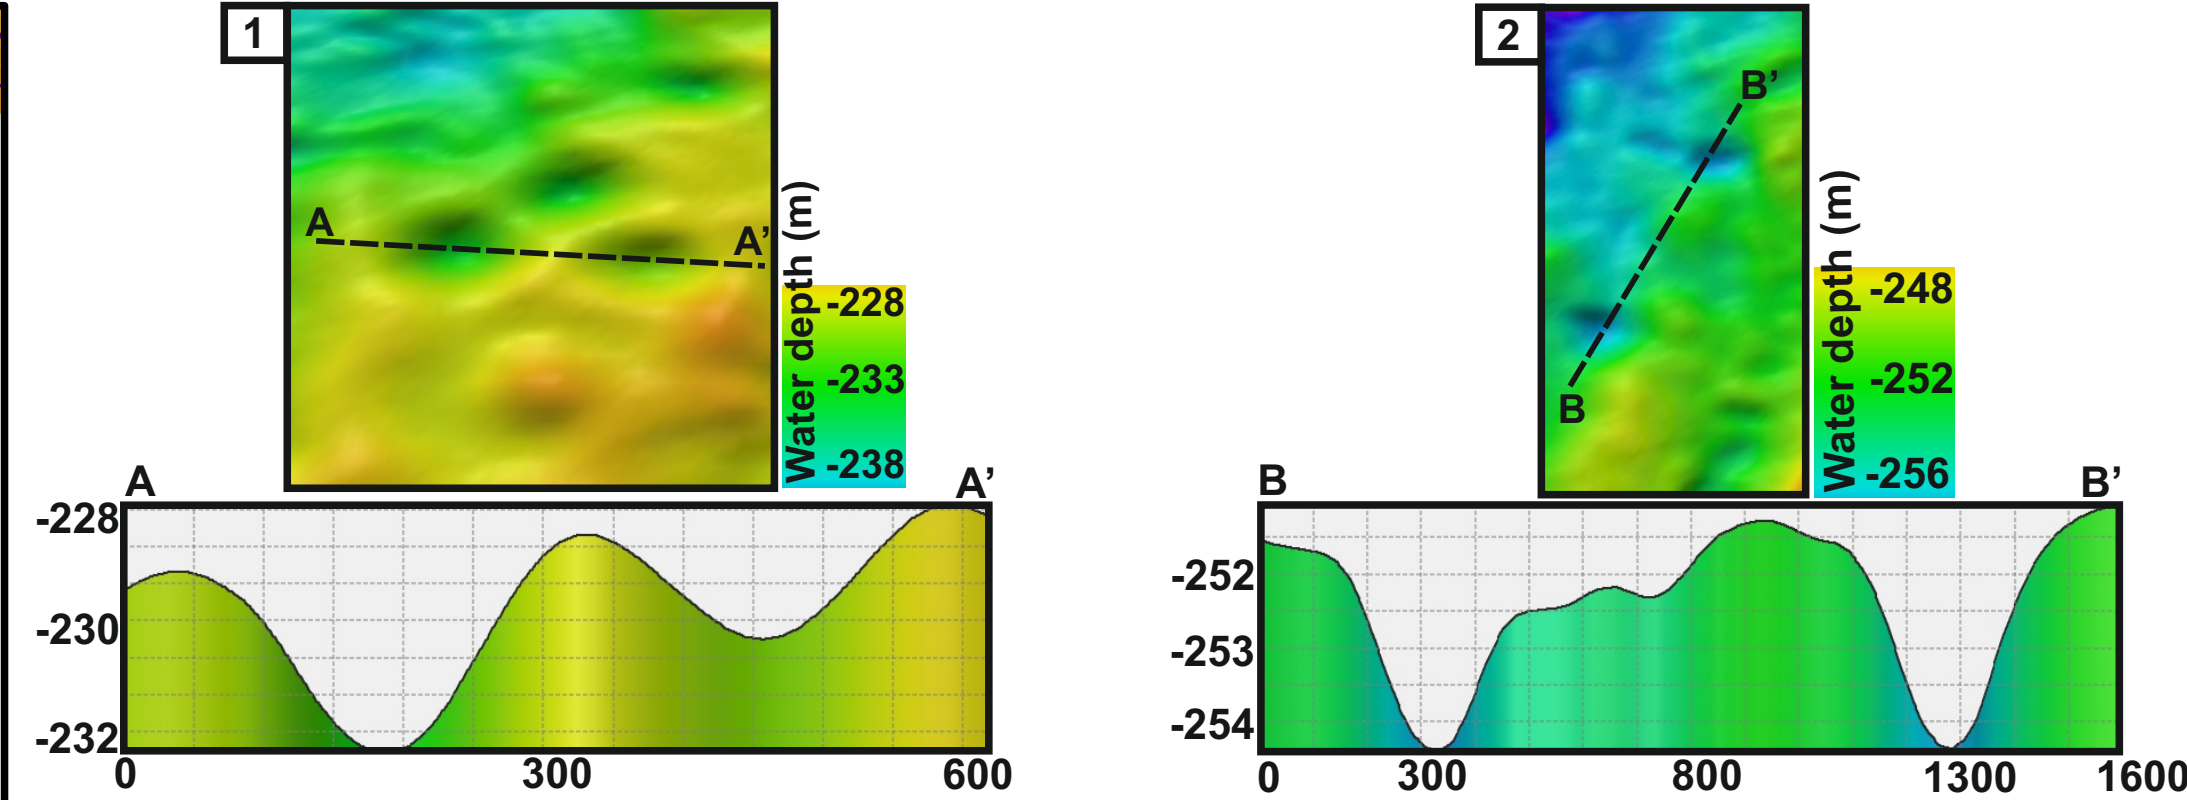 1
A
A’
Water depth (m)
-228
-233
-238
A
A’
-228
-230
-232
0
300
600
2
B’
B
Water depth (m)
-248
-252
-256
B
B’
-252
-253
-254
0
300
800
1300
1600